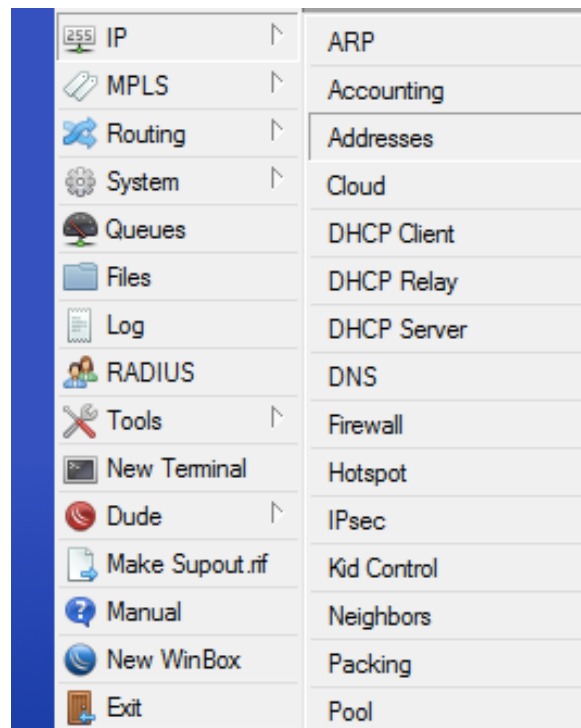 255 IP
MPLS
Routing
System
Queues
Files
Log
RADIUS
Tools
New Terminal
Dude
Make Supout.rif
Manual
New WinBox
Exit
ARP
Accounting
Addresses
Cloud
DHCP Client
DHCP Relay
DHCP Server
DNS
Firewall
Hotspot
IPsec
Kid Control
Neighbors
Packing
Pool